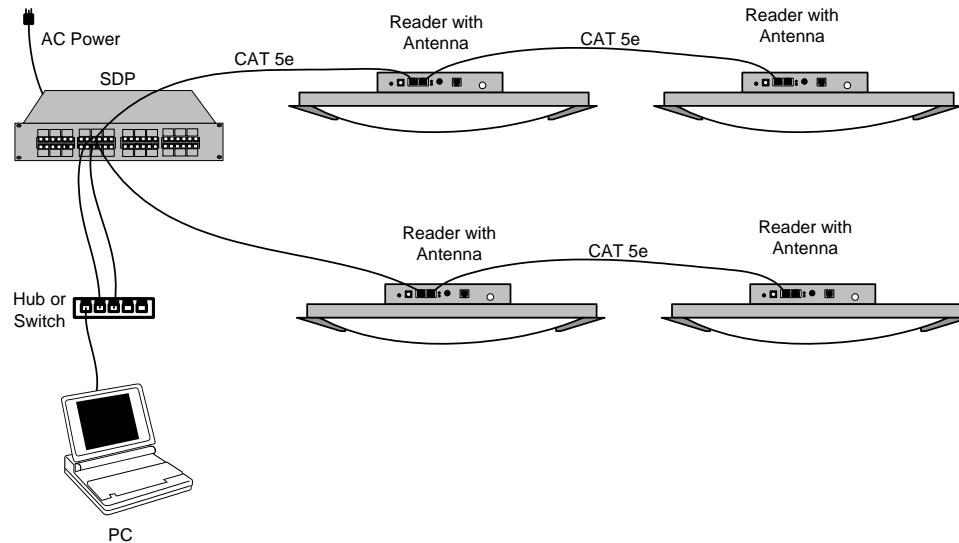 AC Power
SDP
CAT 5e
Reader with
Antenna
CAT 5e
Reader with
Antenna
Reader with
Antenna
CAT 5e
Reader with
Antenna
Hub or
Switch
PC